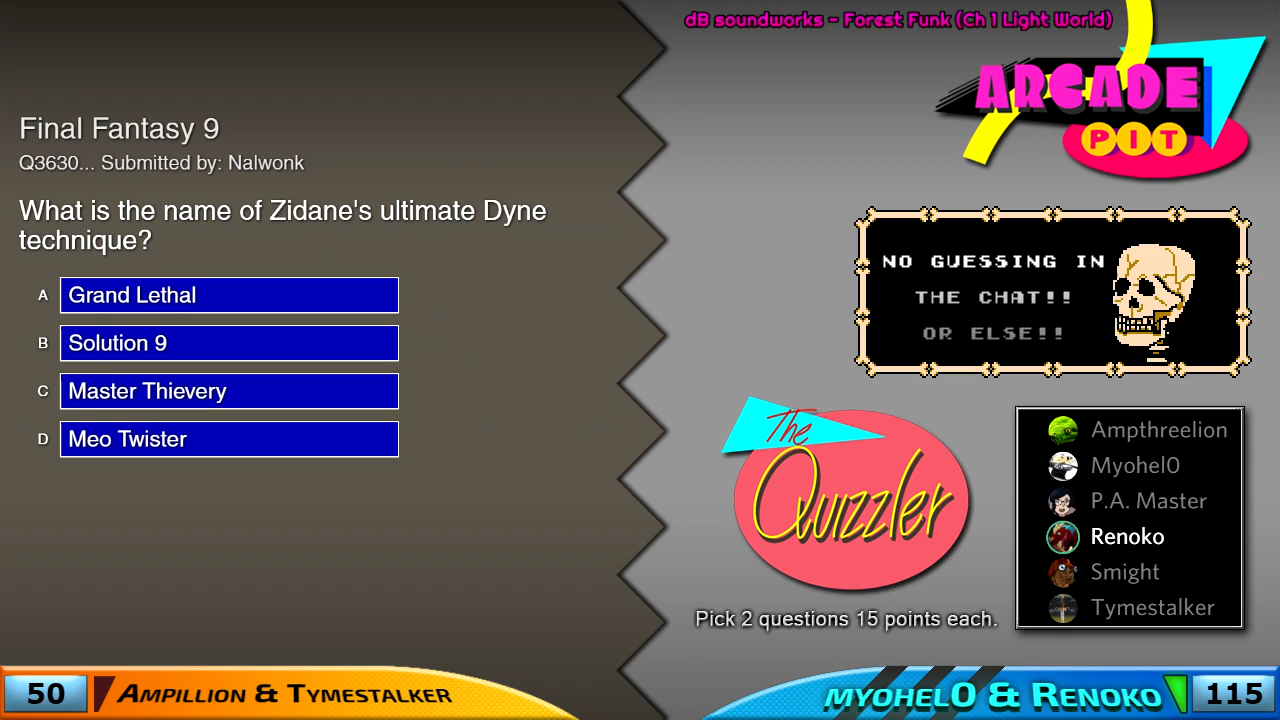 dB soundworks - Forest Funk (Ch 1 Light World)
ARCADE
PIT
Final Fantasy 9
Q3630... Submitted by: Nalwonk
What is the name of Zidane's ultimate Dyne
technique?
A Grand Lethal
B Solution 9
C Master Thievery
D Meo Twister
NO GUESSING IN
THE CHAT!!
OR ELSE!!
The
Quizzler
Pick 2 questions 15 points each.
Ampthreelion
Myohel0
P.A. Master
Renoko
Smight
Tymestalker
50 AMPILLION & TYMESTALKER
MYOHEL0 & RENOKO 115